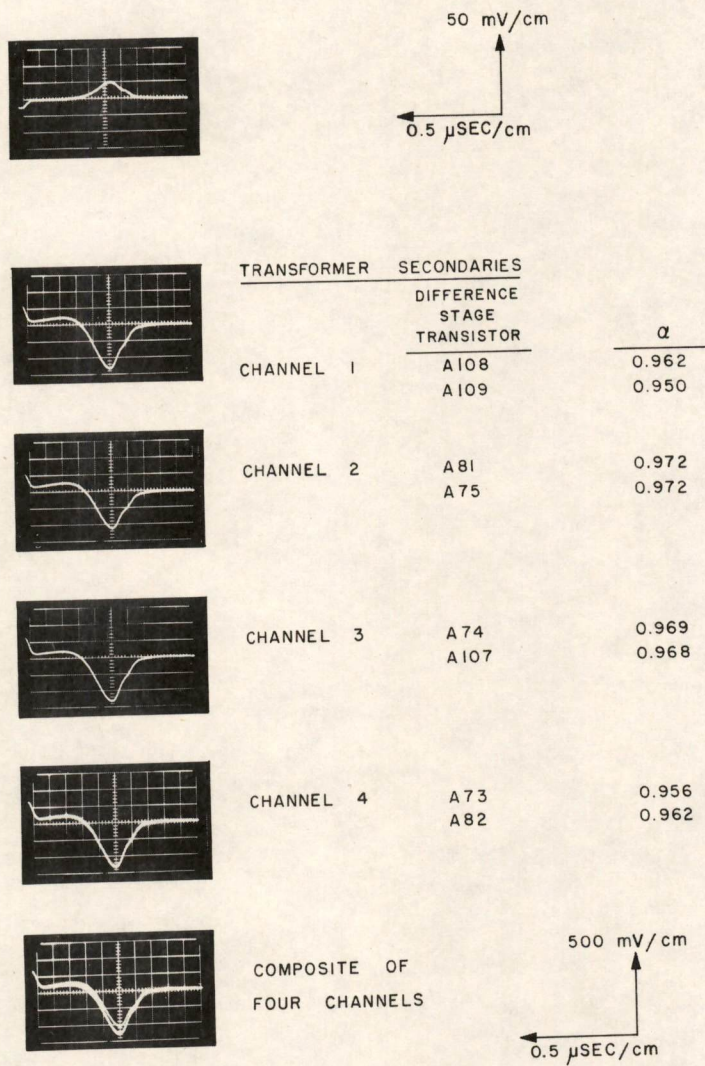 50 mV/cm
0.5 μSEC/cm
TRANSFORMER SECONDARIES
DIFFERENCE
STAGE
TRANSISTOR α
CHANNEL 1 A108 0.962
A109 0.950
CHANNEL 2 A81 0.972
A75 0.972
CHANNEL 3 A74 0.969
A107 0.968
CHANNEL 4 A73 0.956
A82 0.962
COMPOSITE OF
FOUR CHANNELS
500 mV/cm
0.5 μSEC/cm